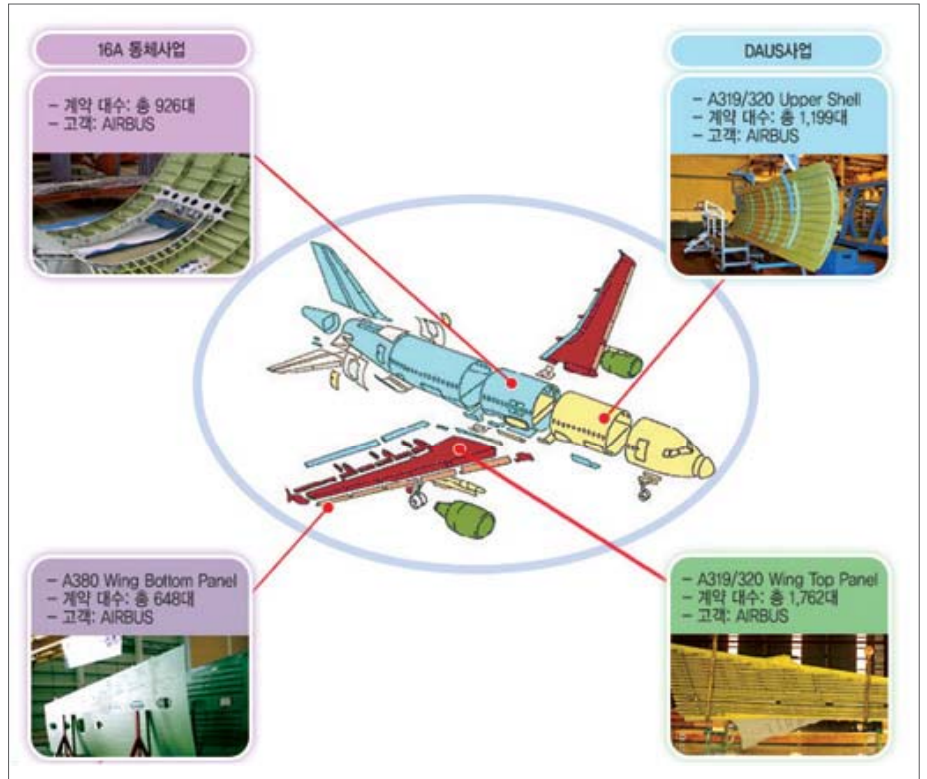 16A 동체사업
- 계약 대수: 총 926대
- 고객: AIRBUS
DAUS사업
- A319/320 Upper Shell
- 계약 대수: 총 1,199대
- 고객: AIRBUS
- A380 Wing Bottom Panel
- 계약 대수: 총 648대
- 고객: AIRBUS
- A319/320 Wing Top Panel
- 계약 대수: 총 1,762대
- 고객: AIRBUS